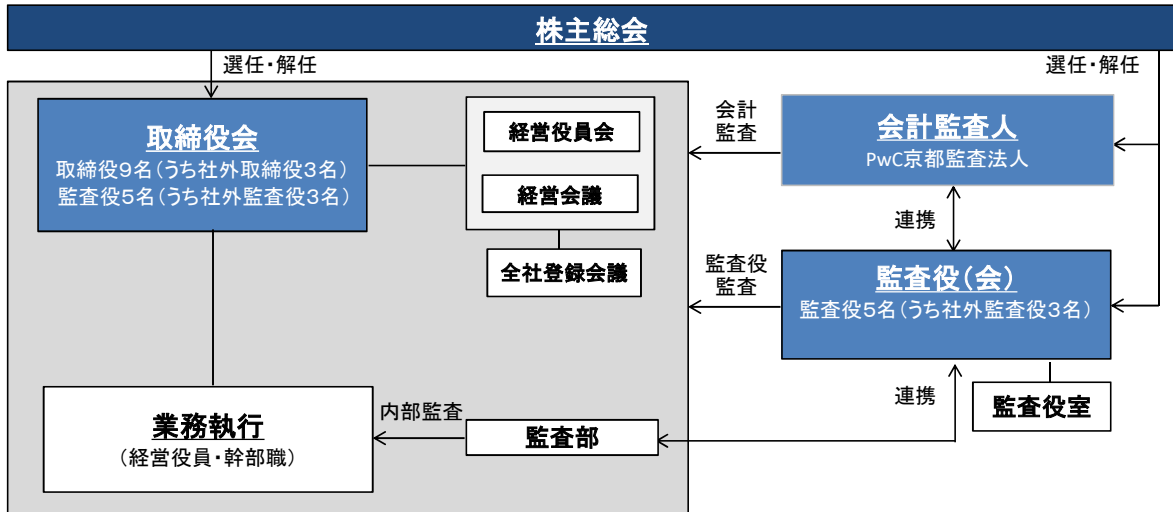 株主総会
選任・解任
選任・解任
取締役会
取締役9名(うち社外取締役3名)
監査役5名(うち社外監査役3名)
経営役員会
経営会議
全社登録会議
会計
監査
会計監査人
PwC京都監査法人
連携
監査役
監査
監査役(会)
監査役5名(うち社外監査役3名)
連携
監査役室
業務執行
(経営役員・幹部職)
内部監査
監査部